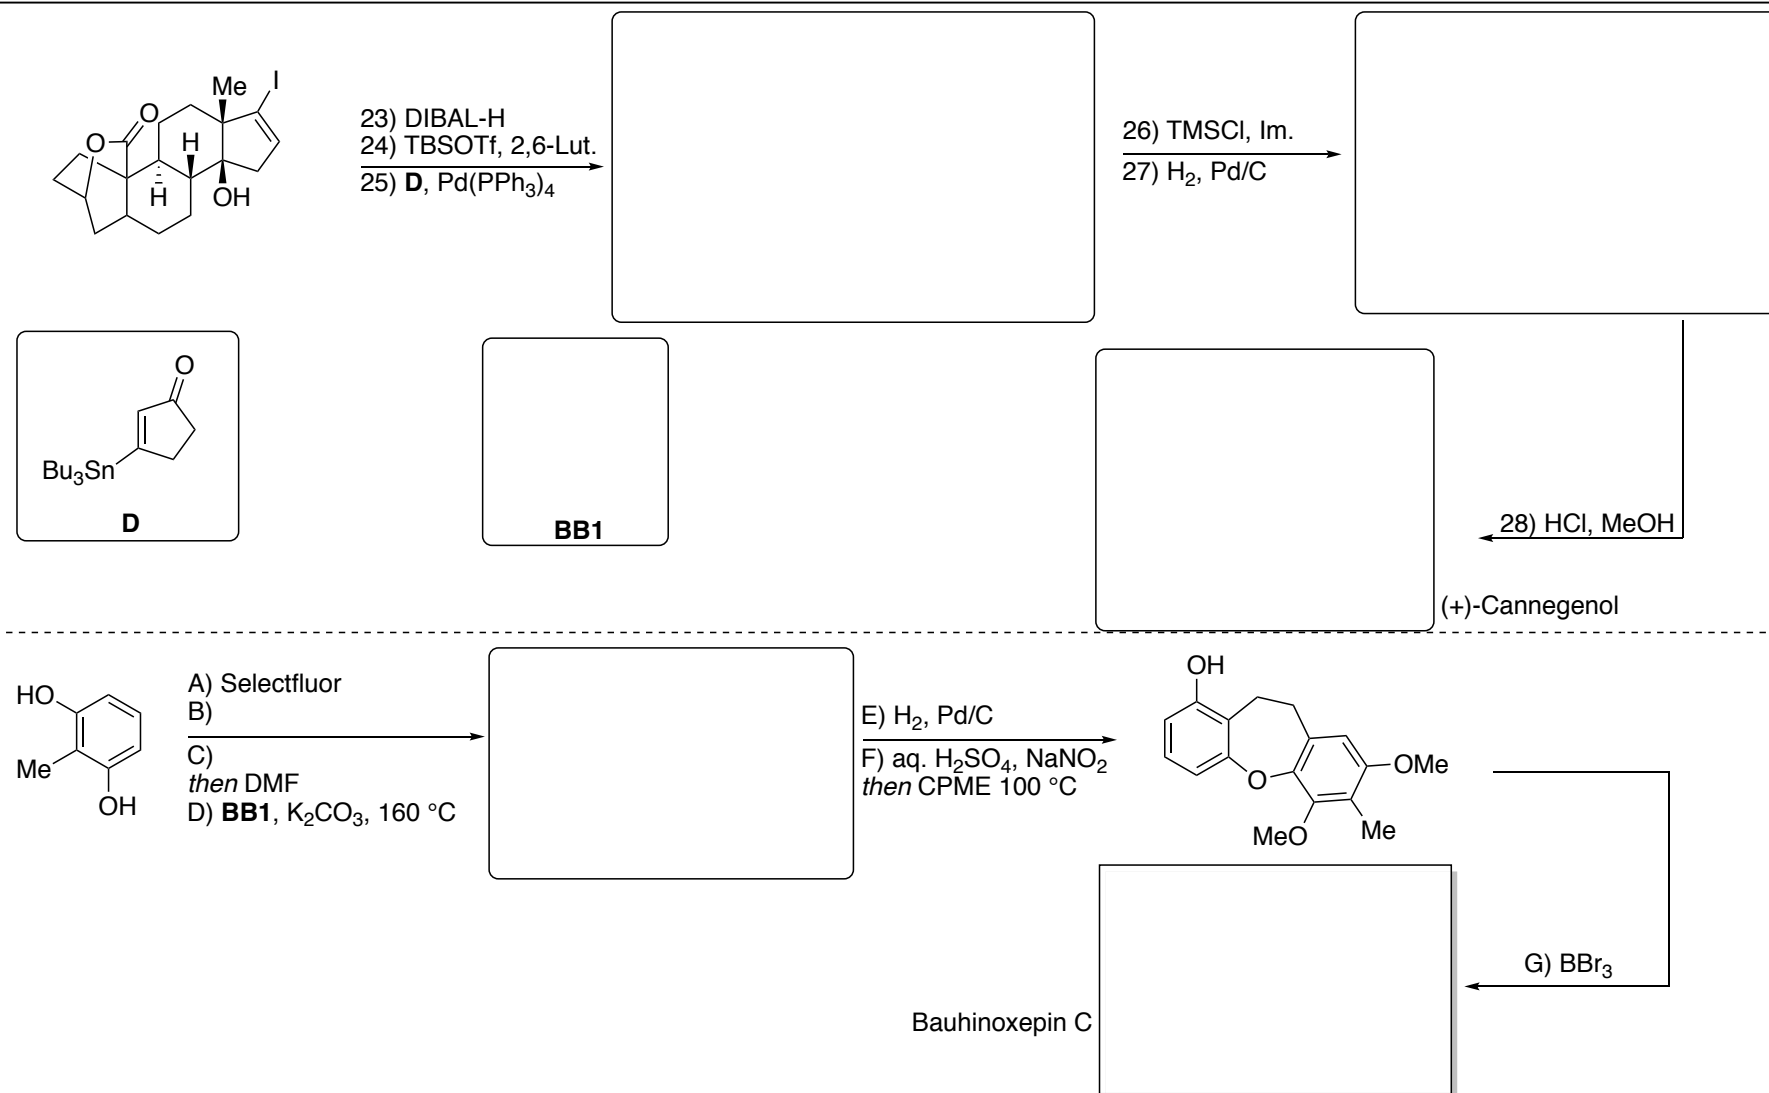 Me
I
O
O
H
H
OH
23) DIBAL-H
24) TBSOTf, 2,6-Lut.
25) D, Pd(PPh3)4
26) TMSCl, Im.
27) H2, Pd/C
O
Bu3Sn
D
BB1
28) HCl, MeOH
(+)-Cannegenol
HO
Me
OH
A) Selectfluor
B)
C)
then DMF
D) BB1, K2CO3, 160 °C
E) H2, Pd/C
F) aq. H2SO4, NaNO2
then CPME 100 °C
OH
O
OMe
MeO
Me
G) BBr3
Bauhinoxepin C